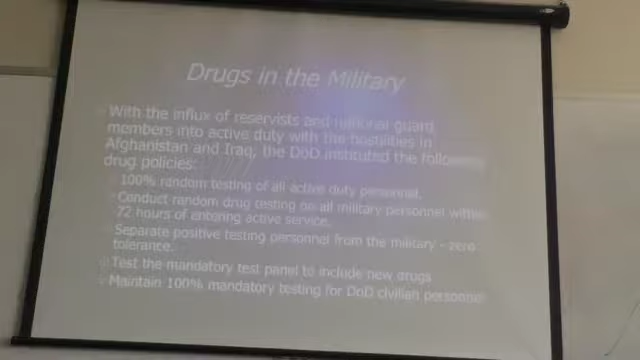 Drugs in the Military
With the influx of reservists and national guard
members into active duty with the hostilities in
Afghanistan and Iraq, the DoD instituted the following
drug policies:
100% random testing of all active duty personnel.
Conduct random drug testing on all military personnel within
72 hours of entering active service.
Separate positive testing personnel from the military - zero
tolerance.
Test the mandatory test panel to include new drugs
Maintain 100% mandatory testing for DoD civilian personnel